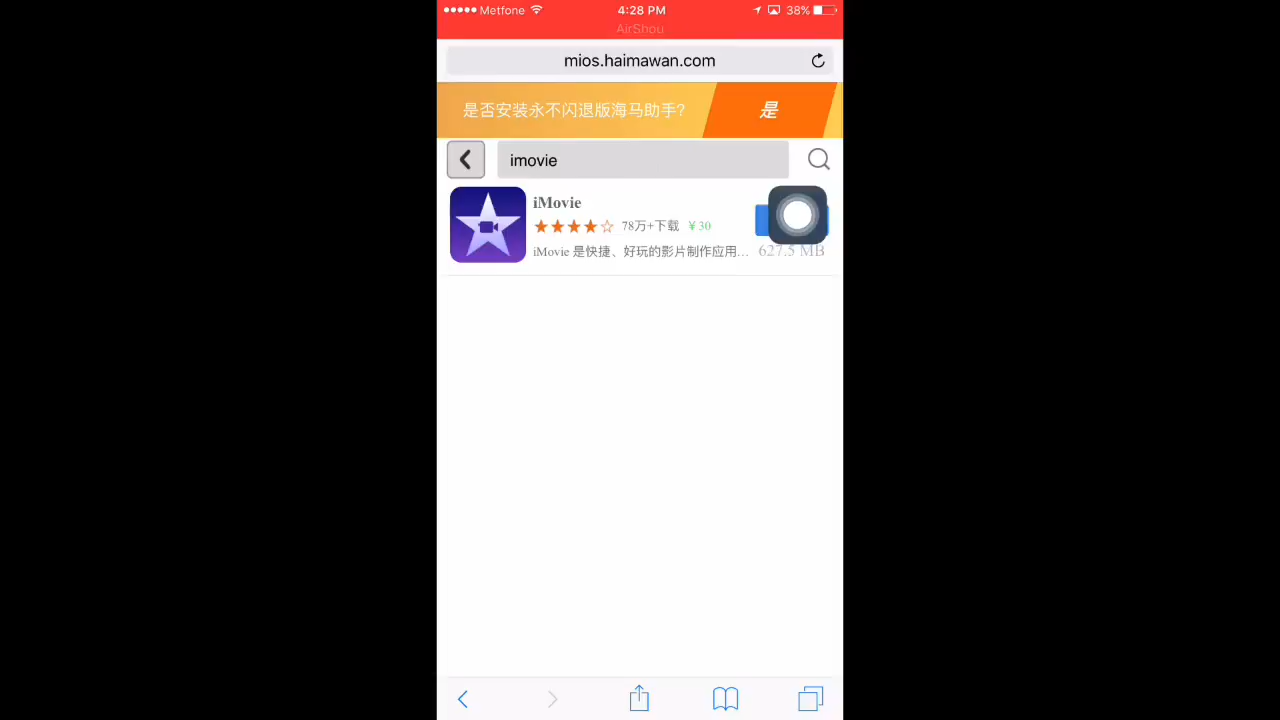 Metfone 4:28 PM 38%
AirShou
mios.haimawan.com
是否安装永不闪退版海马助手? 是
imovie
iMovie
78万+下载 ￥30
iMovie 是快捷、好玩的影片制作应用... 627.5 MB